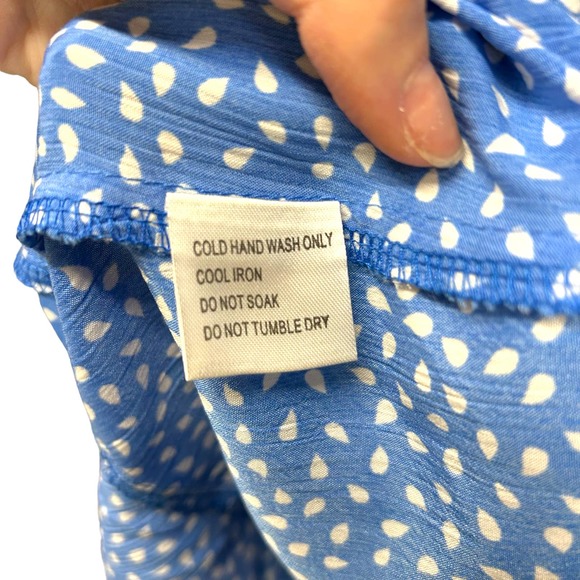 COLD HAND WASH ONLY
COOL IRON
DO NOT SOAK
DO NOT TUMBLE DRY